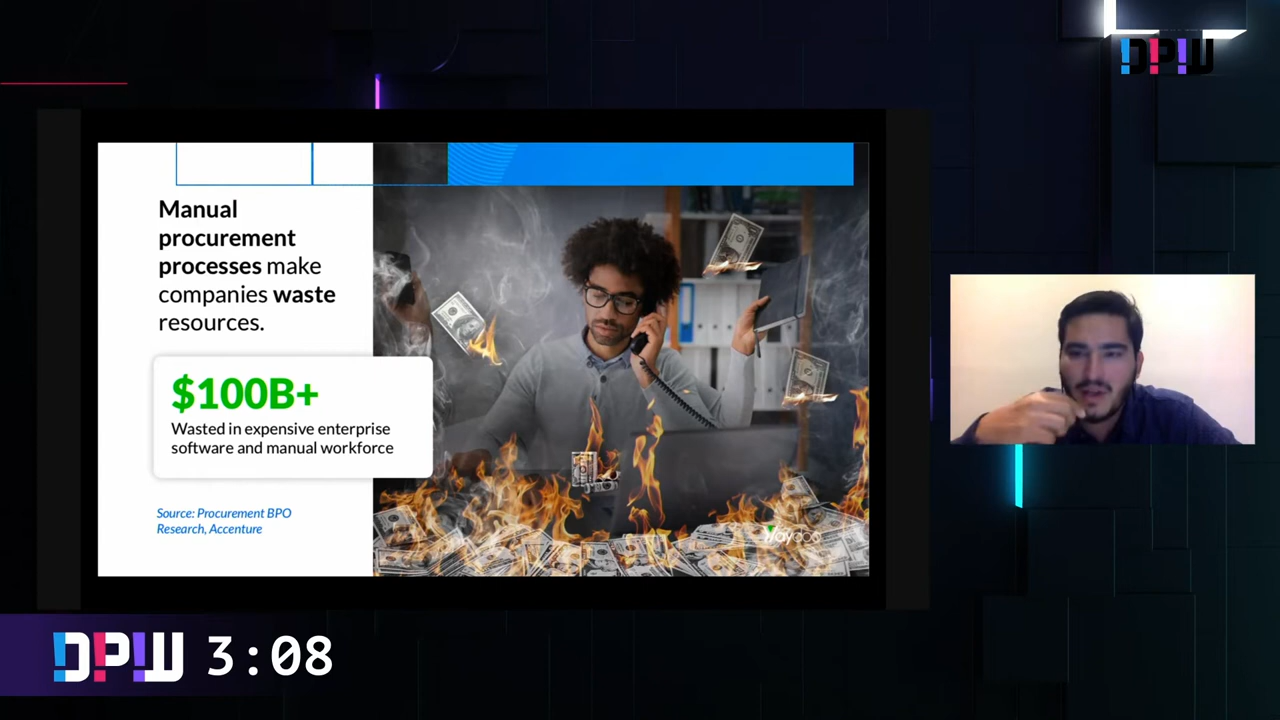 DPW
Manual
procurement
processes make
companies waste
resources.
$100B+
Wasted in expensive enterprise
software and manual workforce
Source: Procurement BPO
Research, Accenture
DPW 3:08